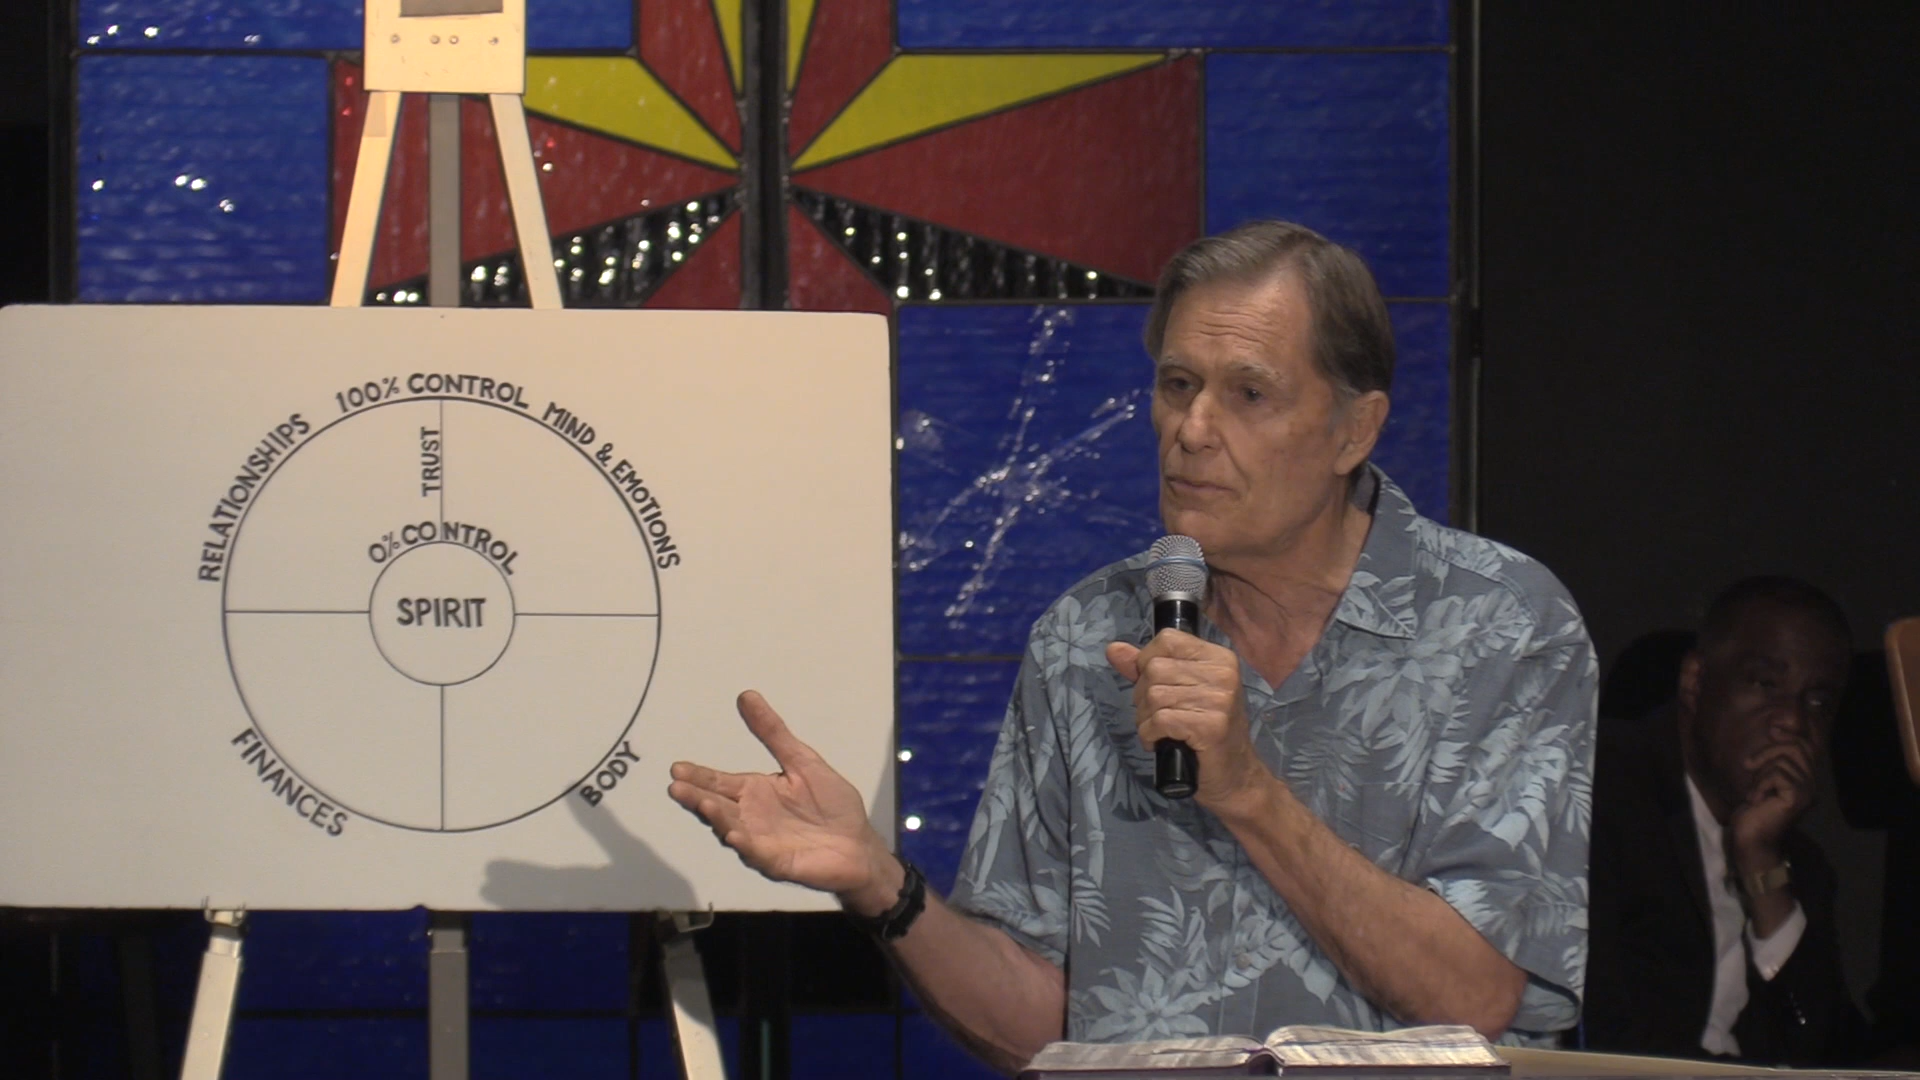 100% CONTROL
RELATIONSHIPS
MIND & EMOTIONS
TRUST
0% CONTROL
SPIRIT
FINANCES
BODY